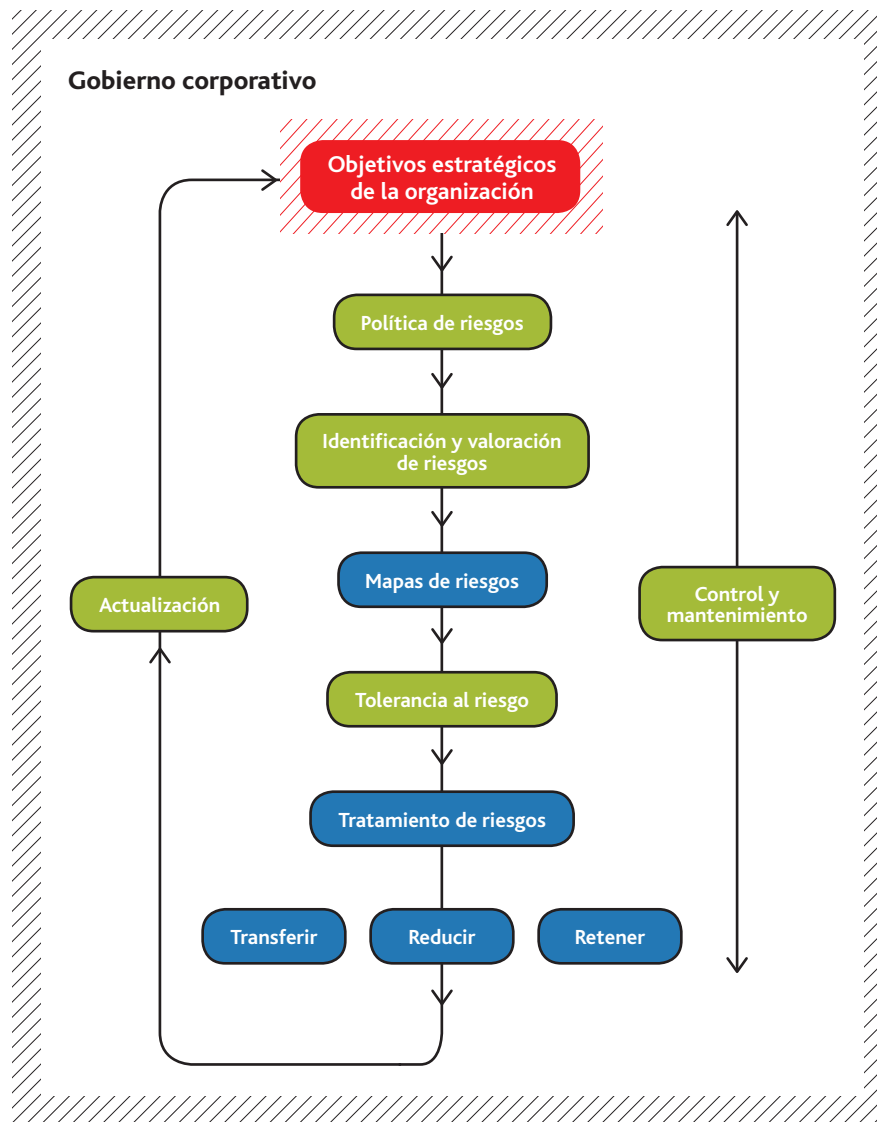 Gobierno corporativo
Objetivos estratégicos
de la organización
Política de riesgos
Identificación y valoración
de riesgos
Mapas de riesgos
Actualización
Control y
mantenimiento
Tolerancia al riesgo
Tratamiento de riesgos
Transferir
Reducir
Retener